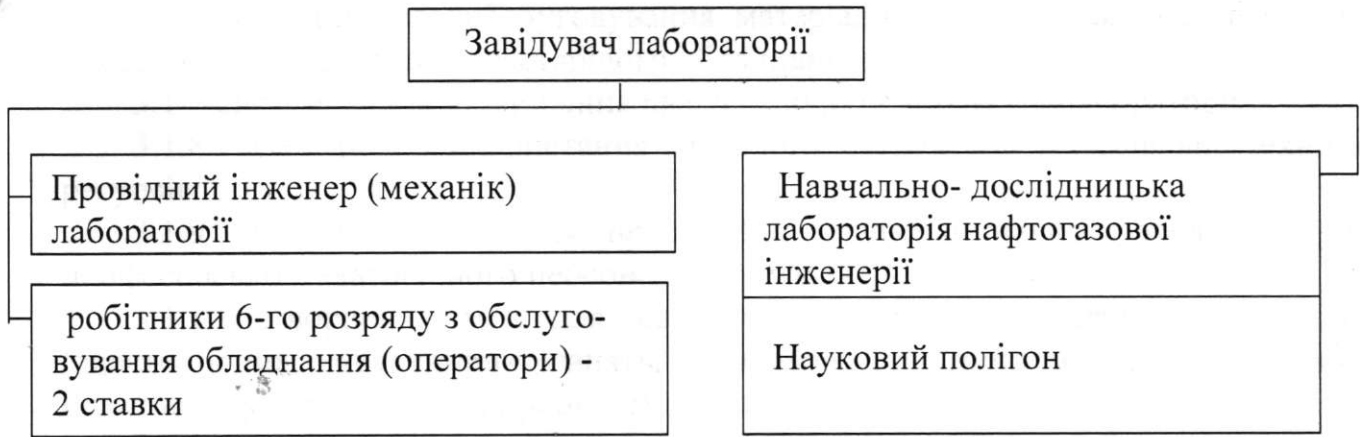 Завідувач лабораторії
Провідний інженер (механік)
лабораторії
робітники 6-го розряду з обслуго-
вування обладнання (оператори) -
2 ставки
Навчально- дослідницька
лабораторія нафтогазової
інженерії
Науковий полігон